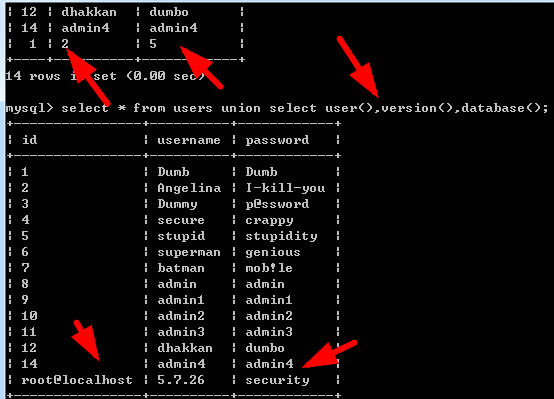 | 12 | dhakkan | dumbo |
| 14 | admin4 | admin4 |
| 1 | 2 | 5 |
+----+----------+------------+
14 rows in set (0.00 sec)
mysql> select * from users union select user(),version(),database();
+----------------+----------+------------+
| id | username | password |
+----------------+----------+------------+
| 1 | Dumb | Dumb |
| 2 | Angelina | I-kill-you |
| 3 | Dummy | p@ssword |
| 4 | secure | crappy |
| 5 | stupid | stupidity |
| 6 | superman | genious |
| 7 | batman | mob!le |
| 8 | admin | admin |
| 9 | admin1 | admin1 |
| 10 | admin2 | admin2 |
| 11 | admin3 | admin3 |
| 12 | dhakkan | dumbo |
| 14 | admin4 | admin4 |
| root@localhost | 5.7.26 | security |
+----------------+----------+------------+